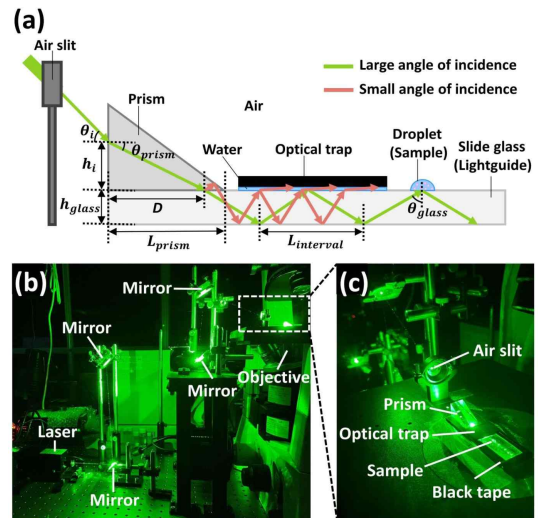 (a)
Air slit
Large angle of incidence
Small angle of incidence
Prism
Air
θi
θprism
hi
Water
Optical trap
Droplet
(Sample)
Slide glass
(Lightguide)
hglass
D
θglass
Lprism
Linterval
(b)
Mirror
Mirror
Mirror
Objective
Laser
Mirror
(c)
Air slit
Prism
Optical trap
Sample
Black tape